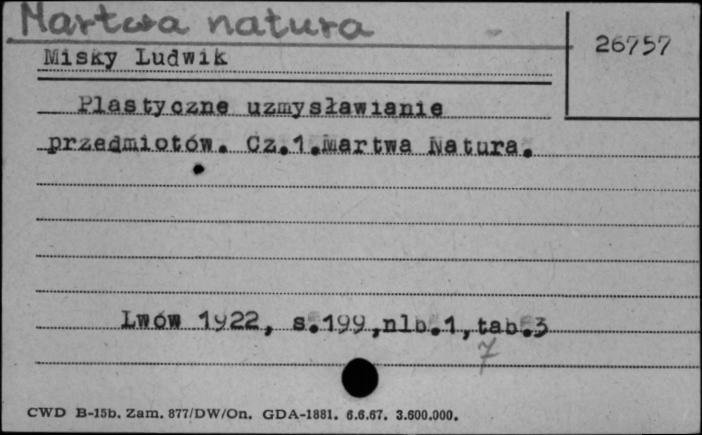 Martwa natura
26757
Misky Ludwik
Plastyczne uzmysławianie
przedmiotów. Cz.1.Martwa Natura.
Lwów 1922, s.199,nlb.1,tab.3
7
CWD B-15b. Zam. 877/DW/On. GDA-1881. 6.6.67. 3.600.000.